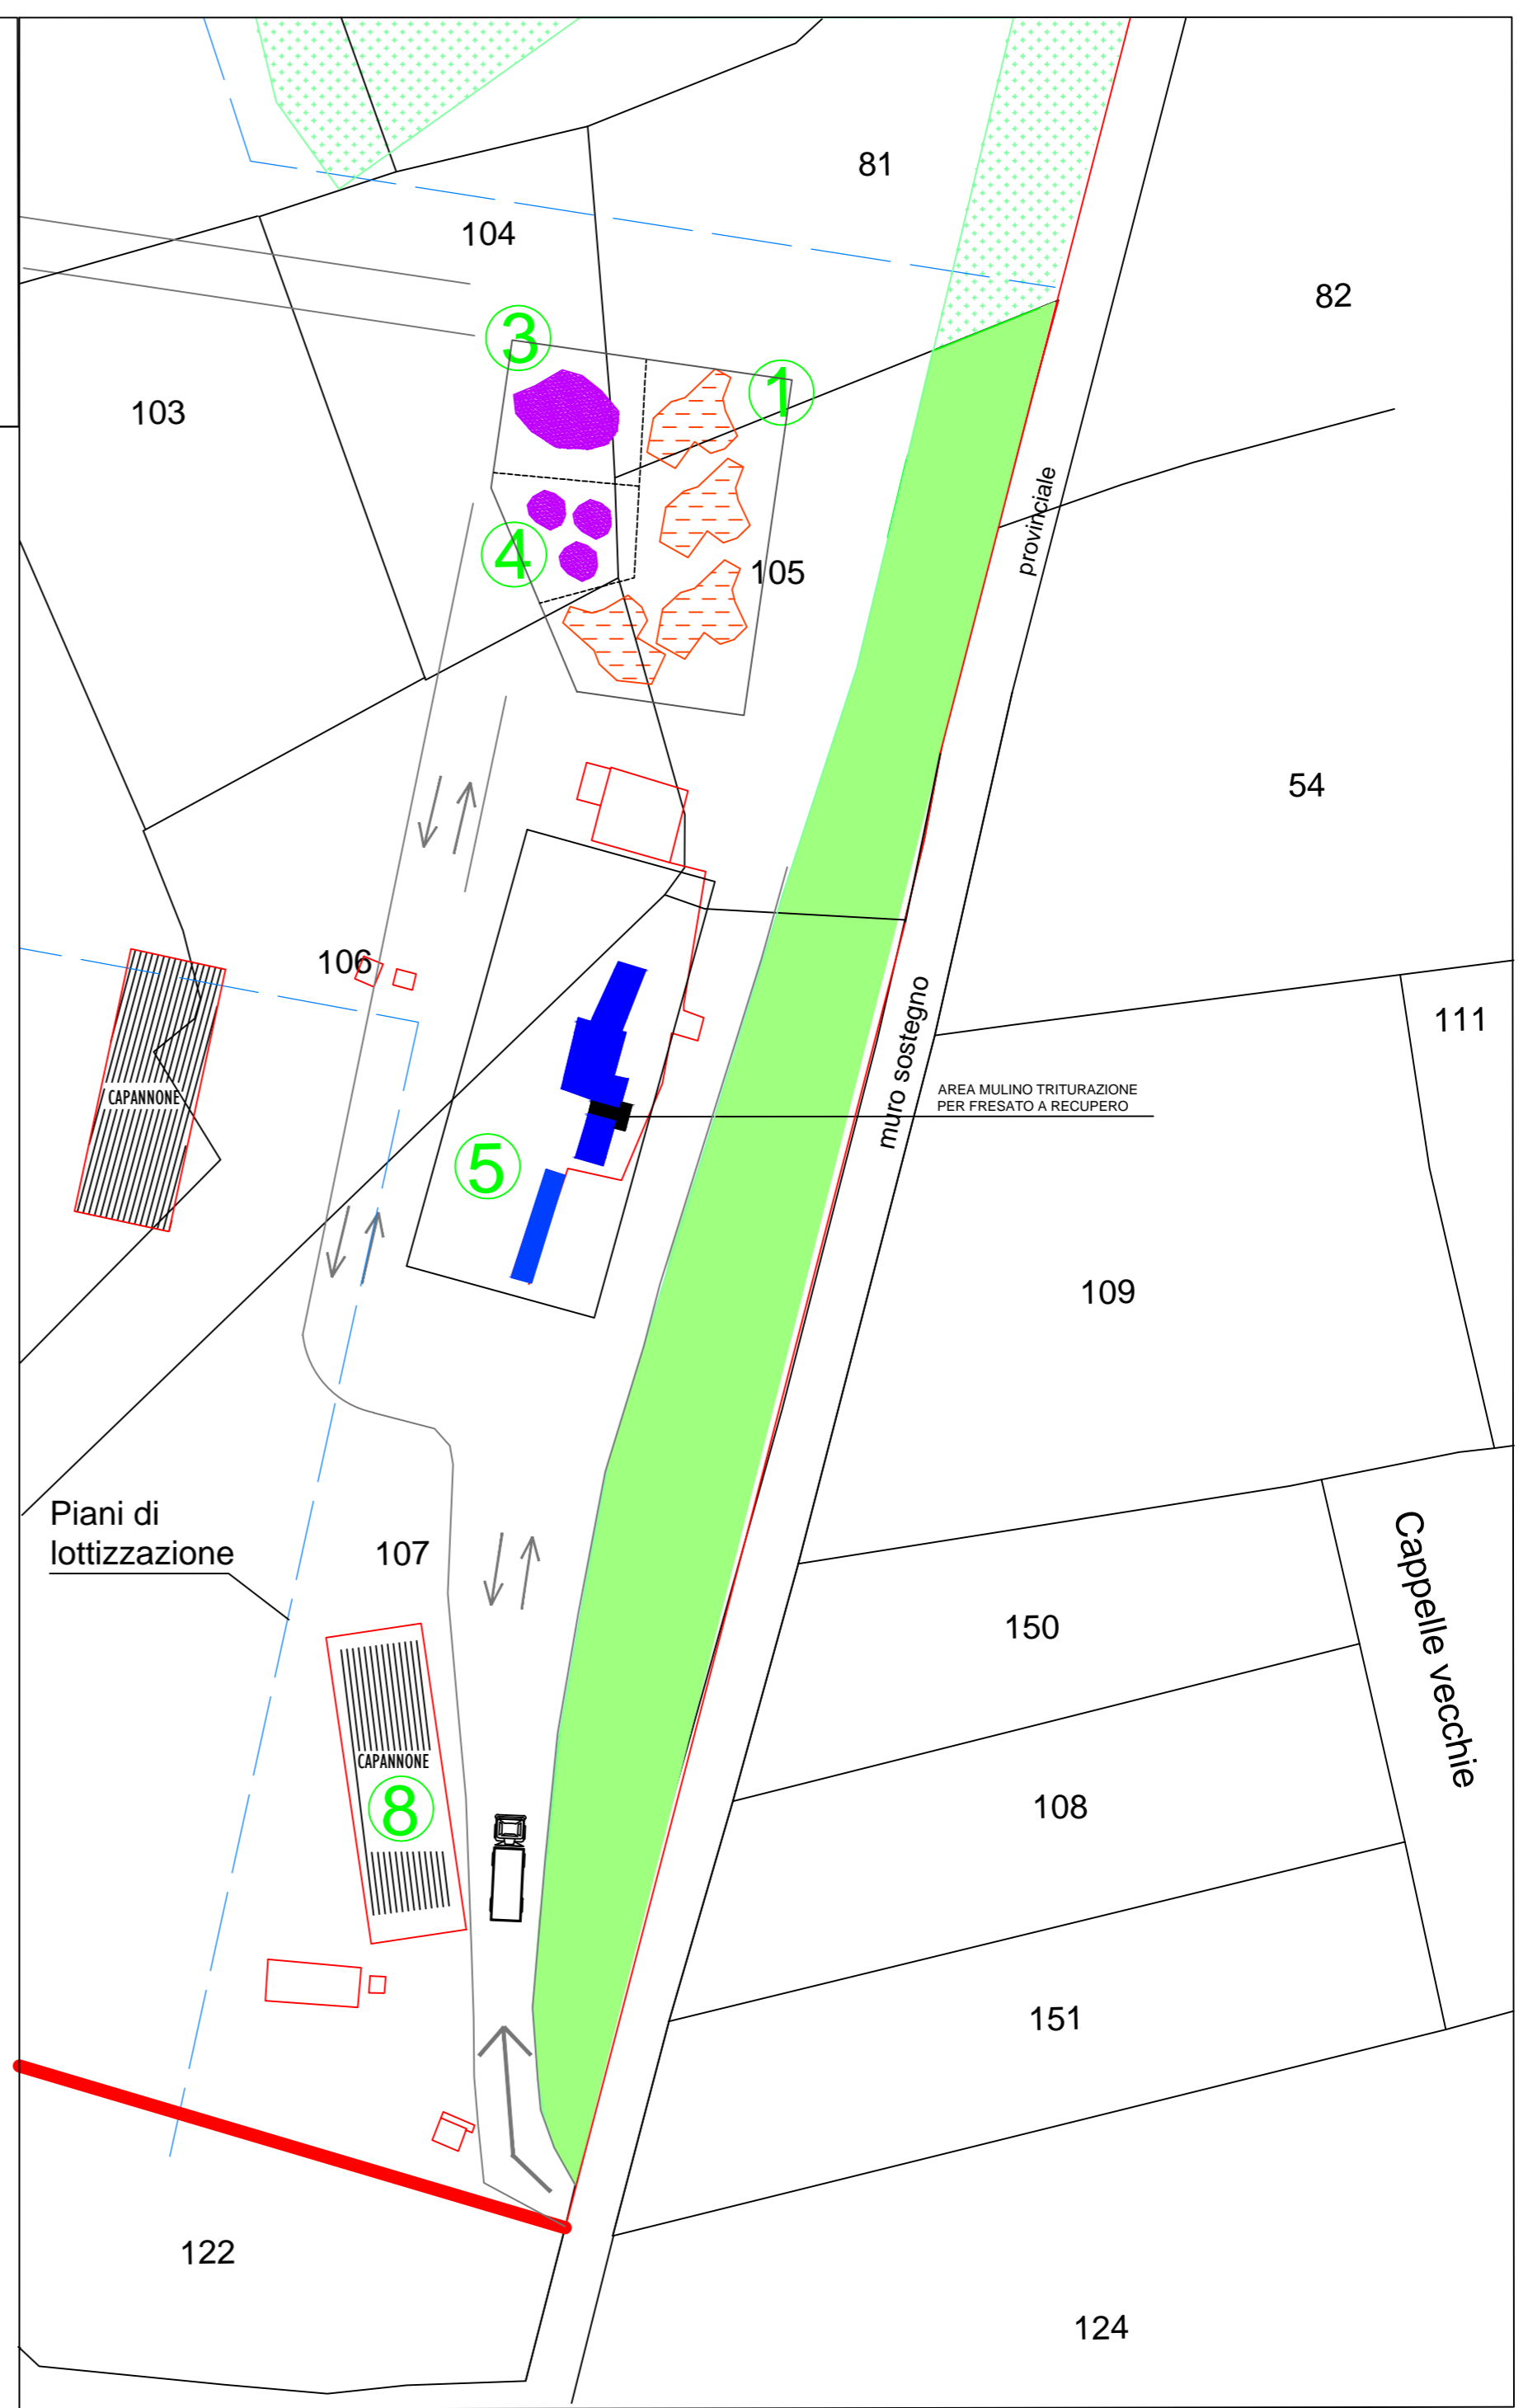 81
104
82
3
1
103
provinciale
4
105
54
106
111
muro sostegno
AREA MULINO TRITURAZIONE
PER FRESATO A RECUPERO
CAPANNONE
5
109
Piani di
lottizzazione
107
Cappelle vecchie
150
CAPANNONE
8
108
151
122
124